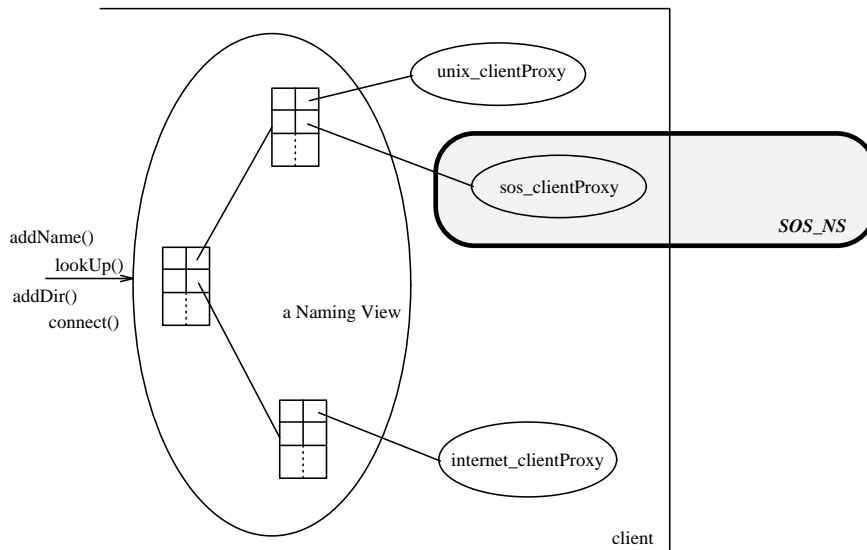 unix_clientProxy
sos_clientProxy
SOS_NS
addName()
lookUp()
addDir()
connect()
a Naming View
internet_clientProxy
client